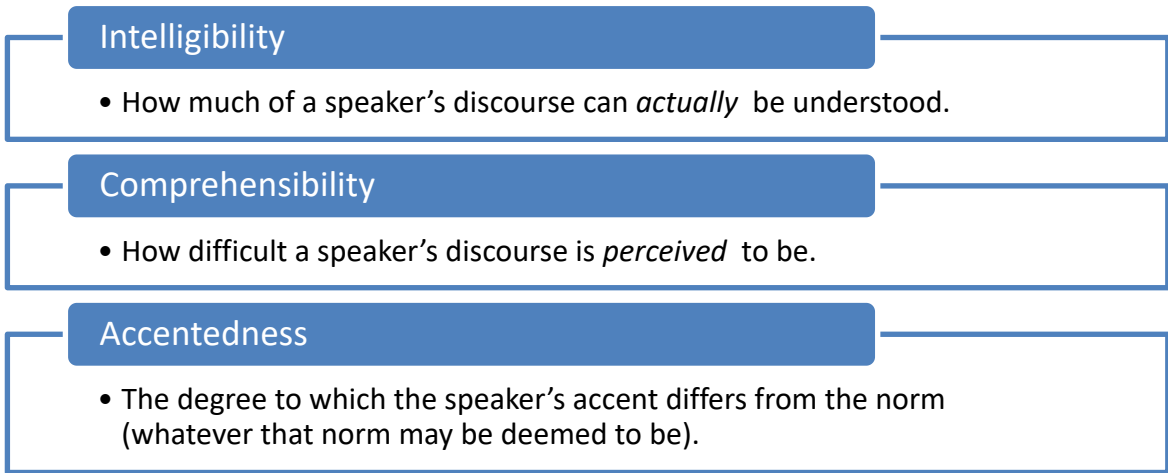 Intelligibility
• How much of a speaker’s discourse can actually be understood.
Comprehensibility
• How difficult a speaker’s discourse is perceived to be.
Accentedness
• The degree to which the speaker’s accent differs from the norm
(whatever that norm may be deemed to be).